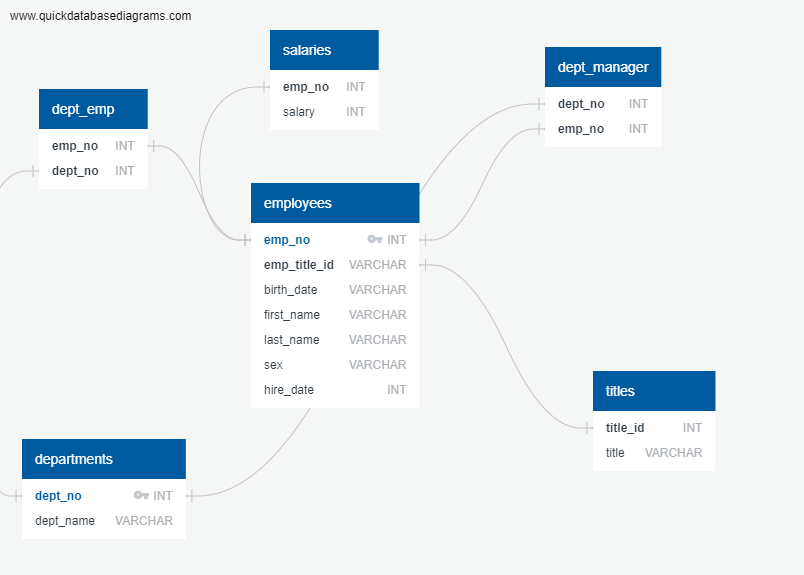 www.quickdatabasediagrams.com
salaries
emp_no INT
salary INT
dept_manager
dept_no INT
emp_no INT
dept_emp
emp_no INT
dept_no INT
employees
emp_no INT
emp_title_id VARCHAR
birth_date VARCHAR
first_name VARCHAR
last_name VARCHAR
sex VARCHAR
hire_date INT
titles
title_id INT
title VARCHAR
departments
dept_no INT
dept_name VARCHAR